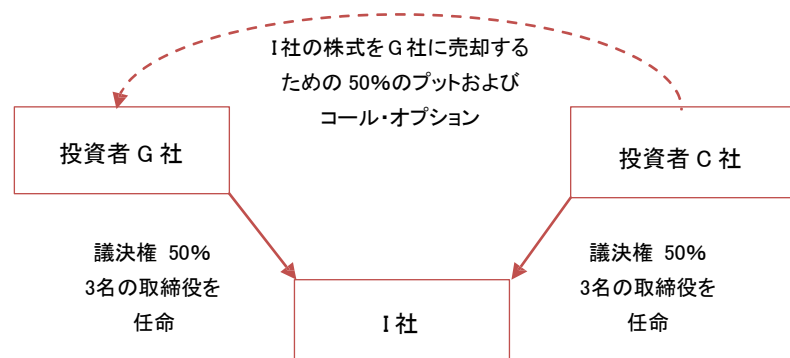 I社の株式をG社に売却する
ための 50%のプットおよび
コール・オプション
投資者 G 社
投資者 C 社
議決権 50%
3名の取締役を
任命
議決権 50%
3名の取締役を
任命
I 社